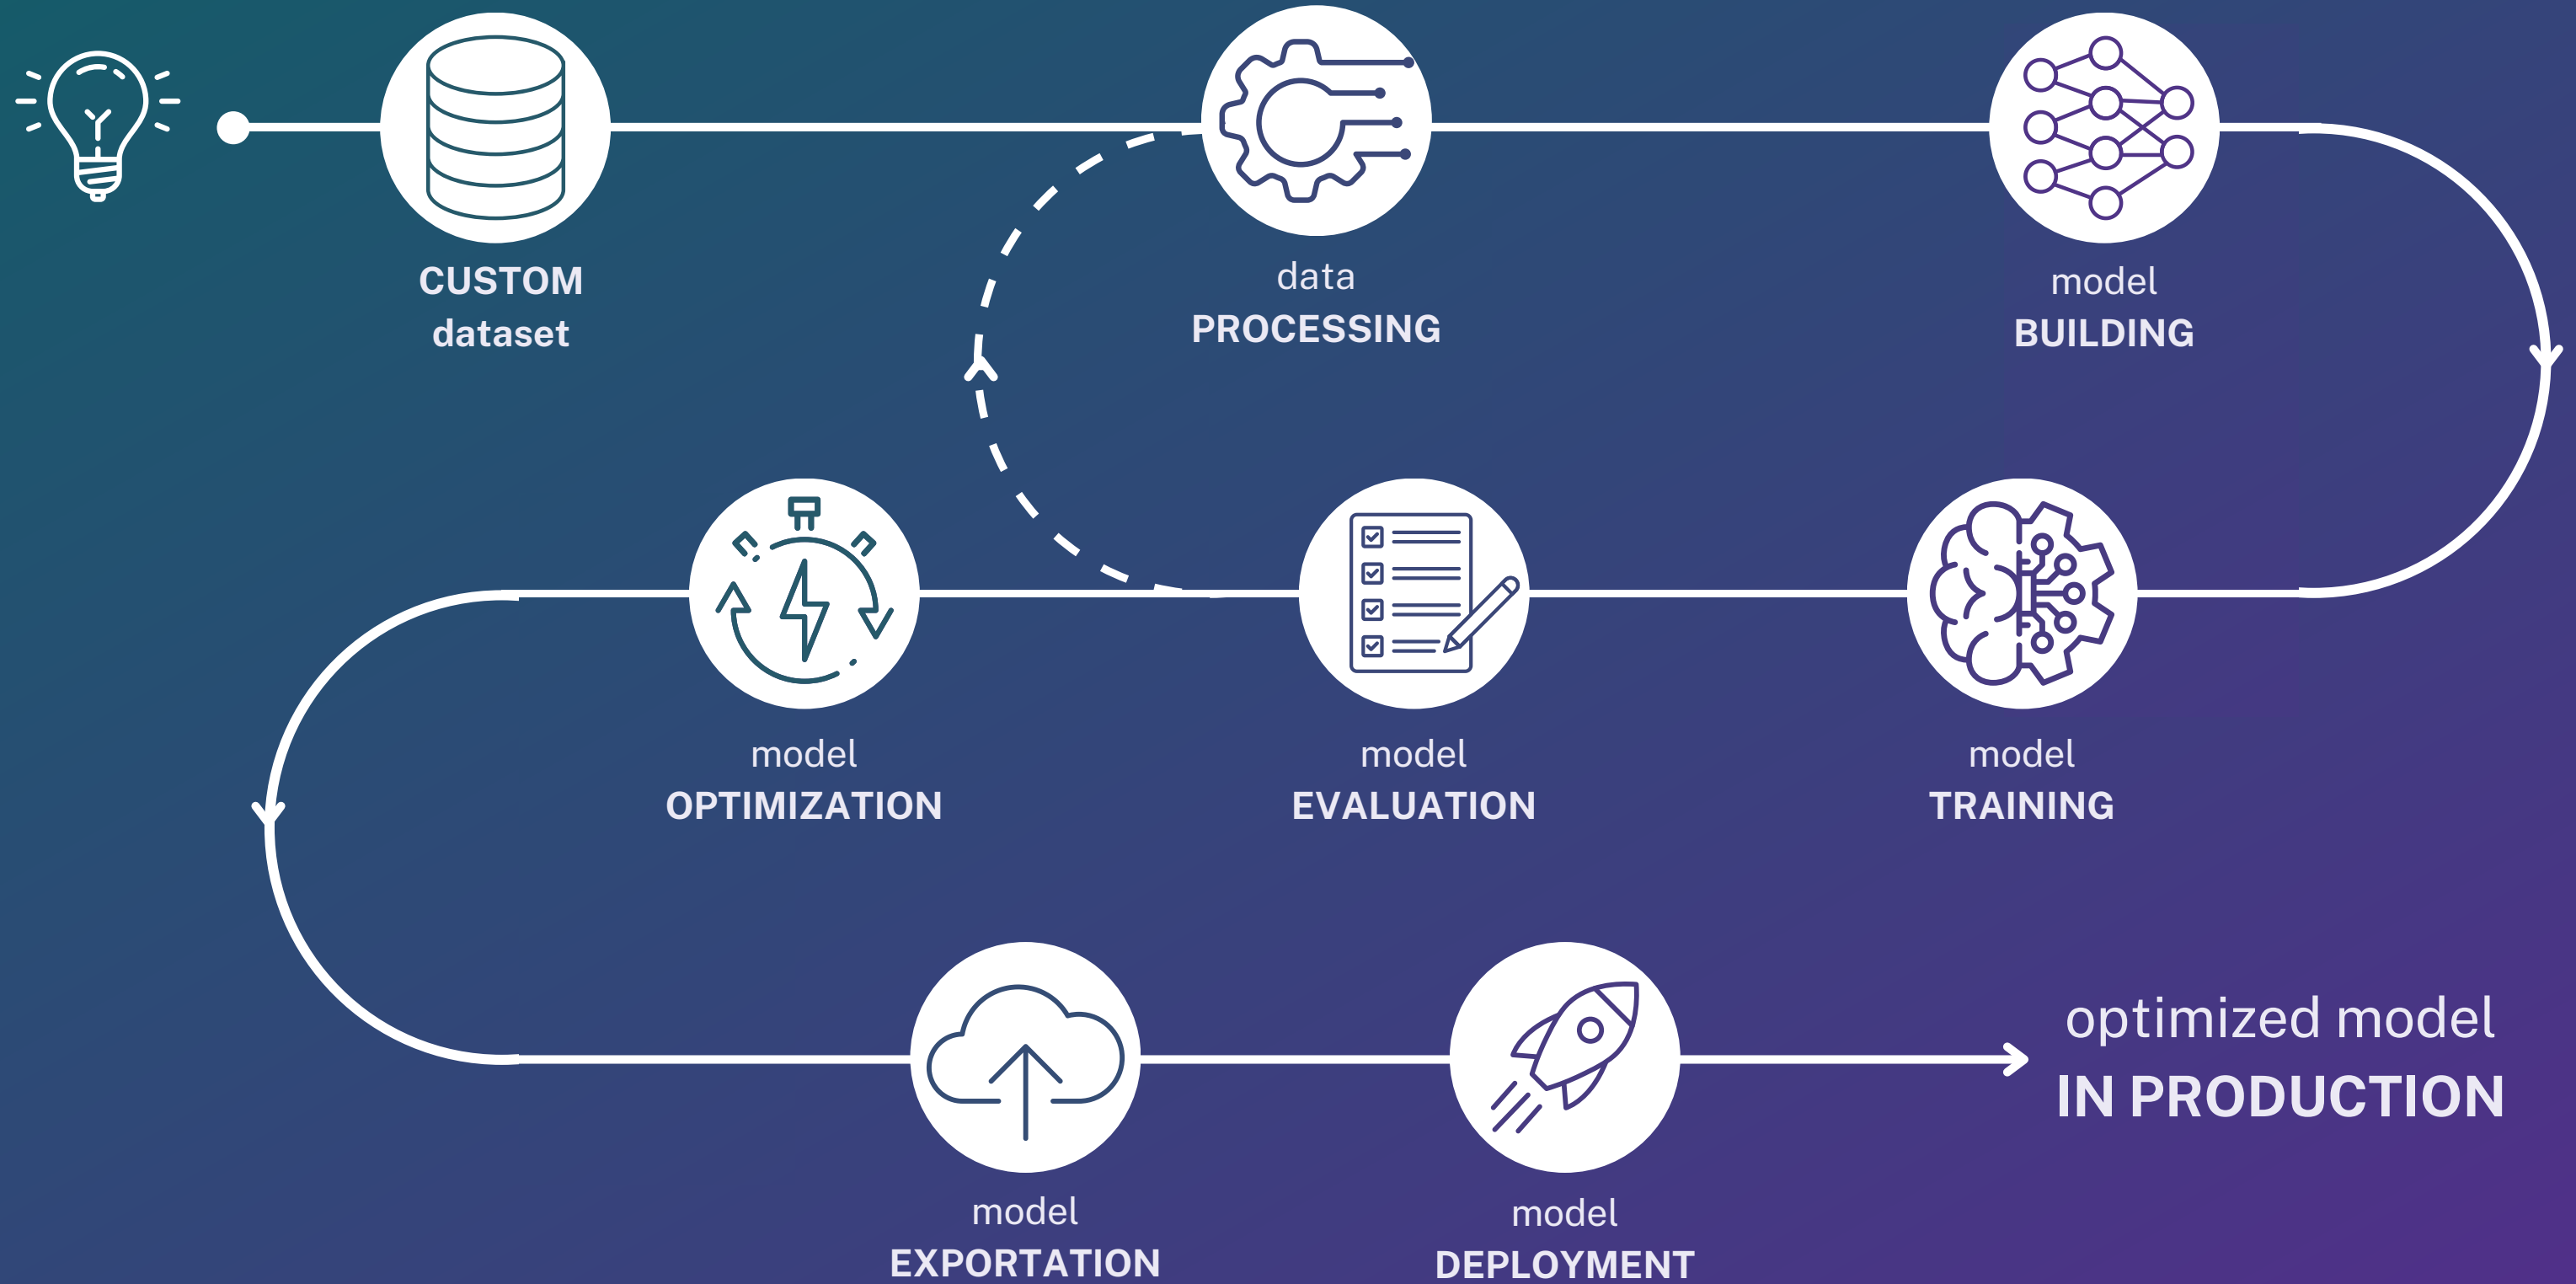 CUSTOM
dataset
data
PROCESSING
model
BUILDING
model
OPTIMIZATION
model
EVALUATION
model
TRAINING
model
EXPORTATION
model
DEPLOYMENT
optimized model
IN PRODUCTION